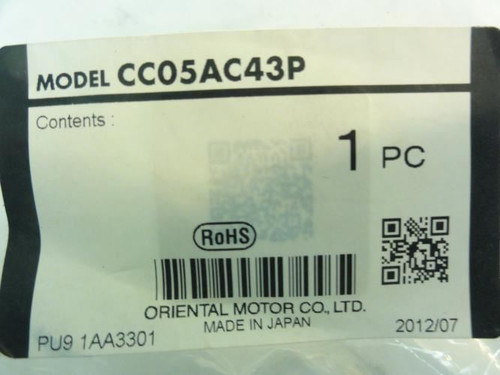 MODEL CC05AC43P
Contents :
1 PC
RoHS
ORIENTAL MOTOR CO., LTD.
MADE IN JAPAN
PU9 1AA3301
2012/07